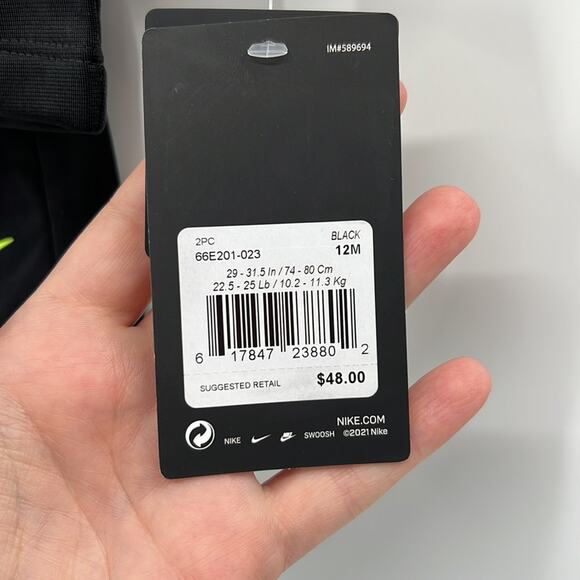 IM#589694
2PC BLACK
66E201-023 12M
29 - 31.5 In / 74 - 80 Cm
22.5 - 25 Lb / 10.2 - 11.3 Kg
6 17847 23880 2
SUGGESTED RETAIL $48.00
NIKE.COM
NIKE SWOOSH ©2021 Nike